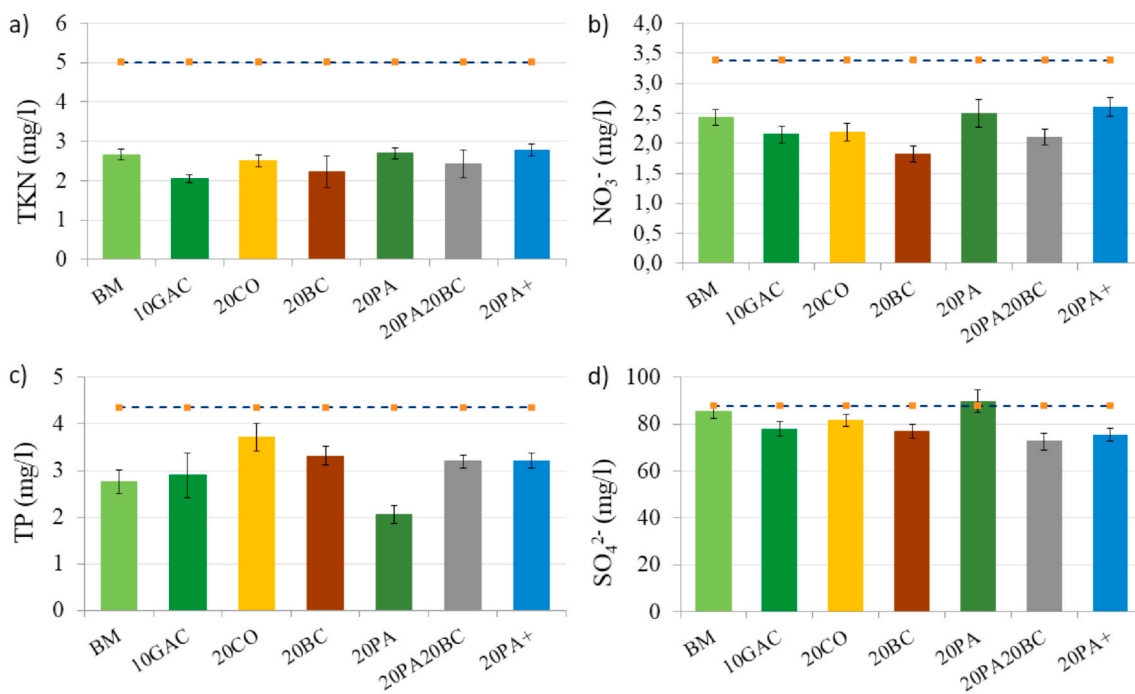 a)
TKN (mg/l)
6
5
4
3
2
1
0
BM
10GAC
20CO
20BC
20PA
20PA20BC
20PA+
b)
NO₃⁻ (mg/l)
4,0
3,5
3,0
2,5
2,0
1,5
1,0
0,5
0,0
BM
10GAC
20CO
20BC
20PA
20PA20BC
20PA+
c)
TP (mg/l)
5
4
3
2
1
0
BM
10GAC
20CO
20BC
20PA
20PA20BC
20PA+
d)
SO₄²⁻ (mg/l)
100
80
60
40
20
0
BM
10GAC
20CO
20BC
20PA
20PA20BC
20PA+